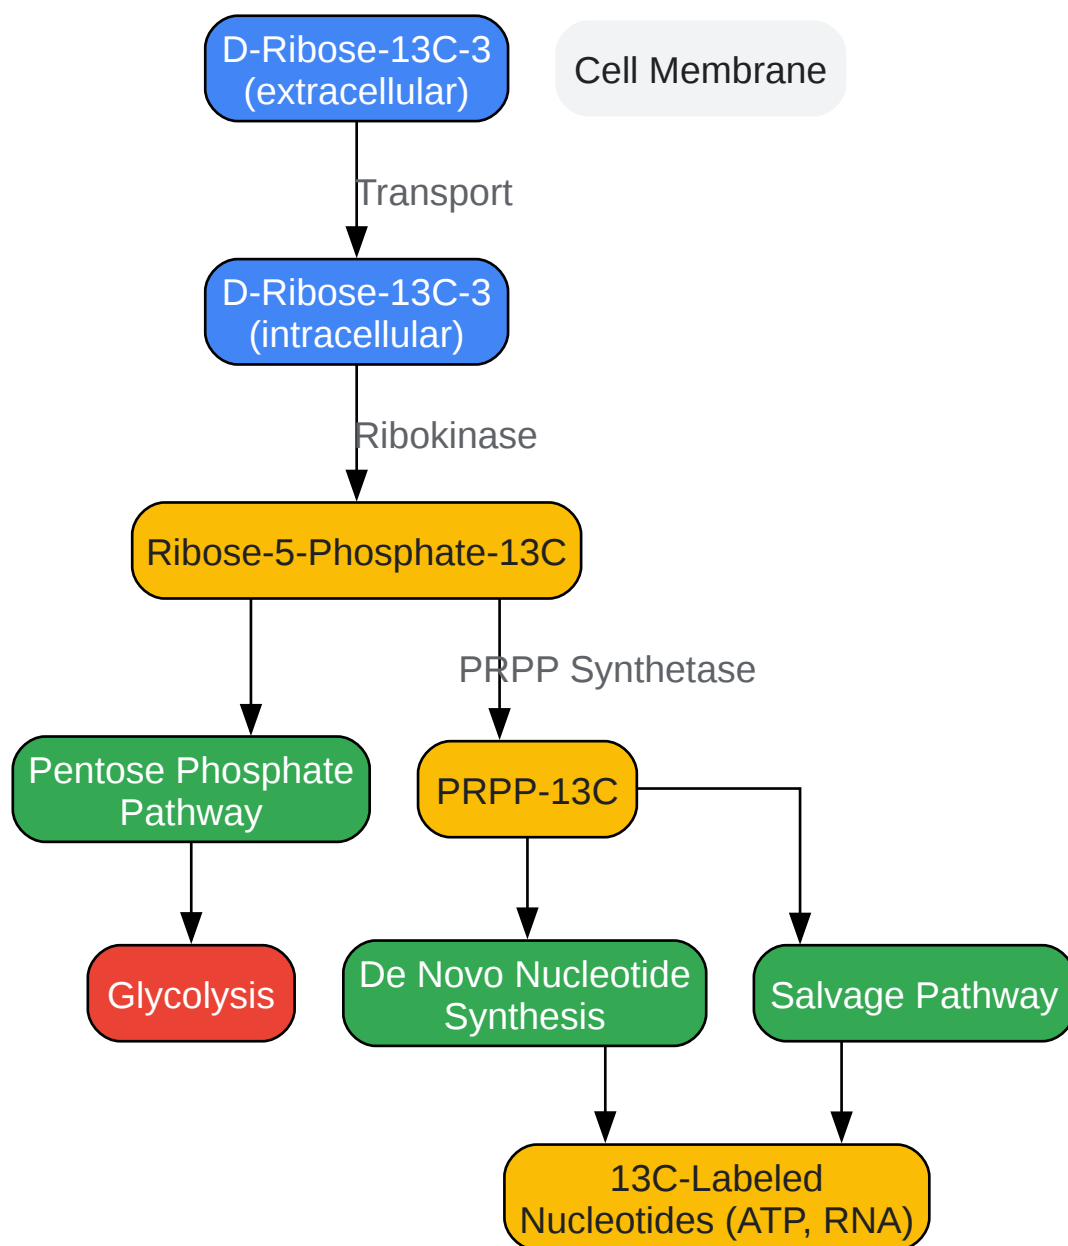 D-Ribose-13C-3
(extracellular)
Cell Membrane
Transport
D-Ribose-13C-3
(intracellular)
Ribokinase
Ribose-5-Phosphate-13C
PRPP Synthetase
Pentose Phosphate
Pathway
PRPP-13C
Glycolysis
De Novo Nucleotide
Synthesis
Salvage Pathway
13C-Labeled
Nucleotides (ATP, RNA)